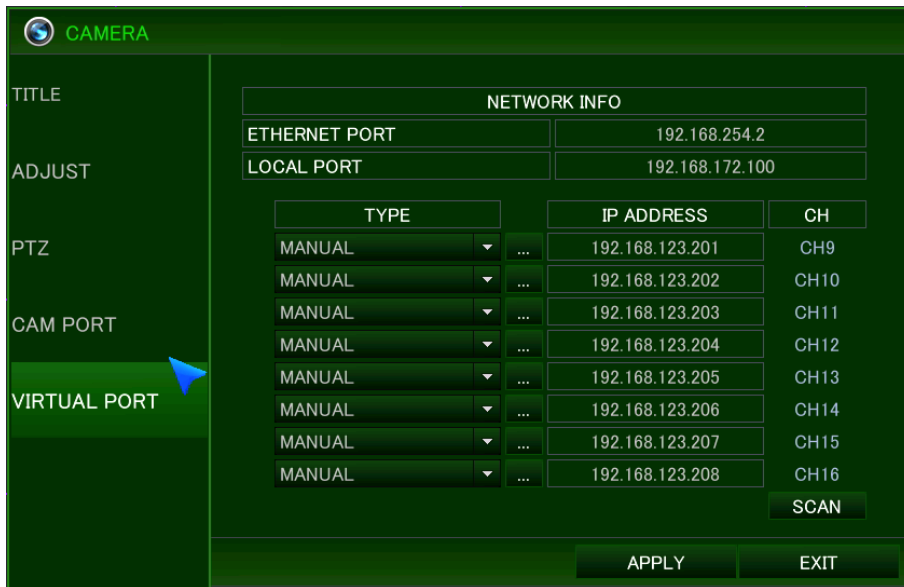 CAMERA
TITLE
ADJUST
PTZ
CAM PORT
VIRTUAL PORT
NETWORK INFO
ETHERNET PORT 192.168.254.2
LOCAL PORT 192.168.172.100
TYPE IP ADDRESS CH
MANUAL ... 192.168.123.201 CH9
MANUAL ... 192.168.123.202 CH10
MANUAL ... 192.168.123.203 CH11
MANUAL ... 192.168.123.204 CH12
MANUAL ... 192.168.123.205 CH13
MANUAL ... 192.168.123.206 CH14
MANUAL ... 192.168.123.207 CH15
MANUAL ... 192.168.123.208 CH16
SCAN
APPLY EXIT